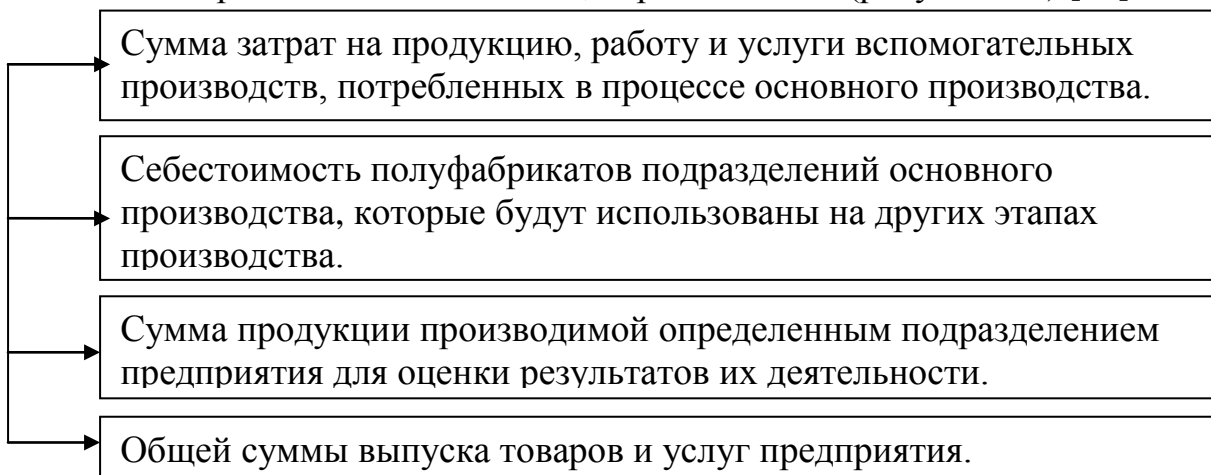 Сумма затрат на продукцию, работу и услуги вспомогательных
производств, потребленных в процессе основного производства.
Себестоимость полуфабрикатов подразделений основного
производства, которые будут использованы на других этапах
производства.
Сумма продукции производимой определенным подразделением
предприятия для оценки результатов их деятельности.
Общей суммы выпуска товаров и услуг предприятия.